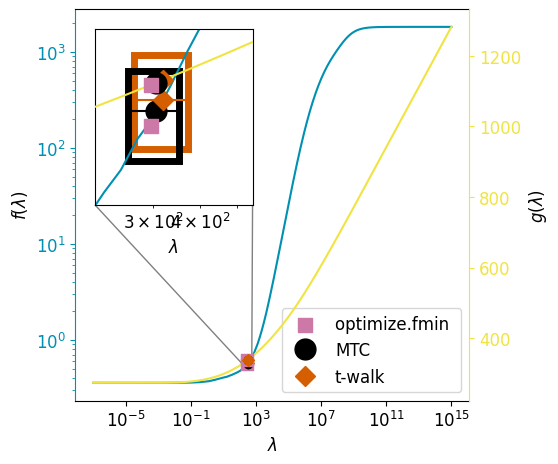 10³
10²
10¹
10⁰
f(λ)
3 × 10²
4 × 10²
λ
1200
1000
800
600
400
g(λ)
optimize.fmin
MTC
t-walk
10⁻⁵
10⁻¹
10³
10⁷
10¹¹
10¹⁵
λ